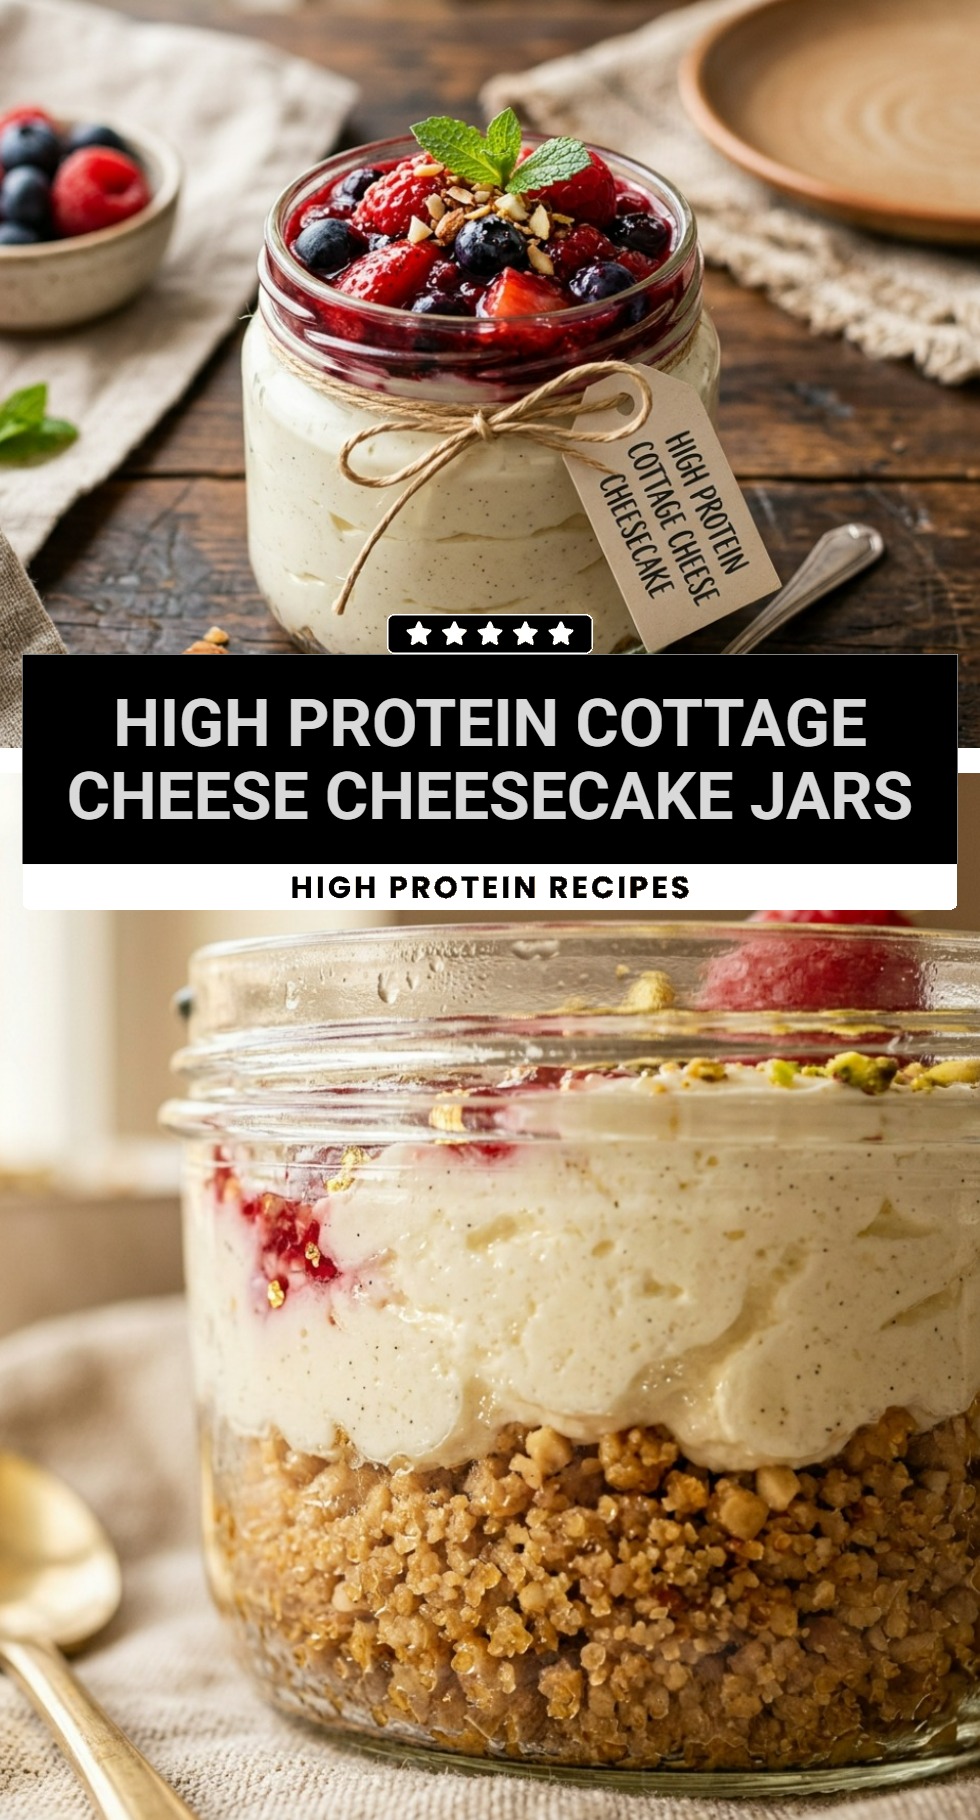 HIGH PROTEIN
COTTAGE CHEESE
CHEESECAKE
HIGH PROTEIN COTTAGE
CHEESE CHEESECAKE JARS
HIGH PROTEIN RECIPES